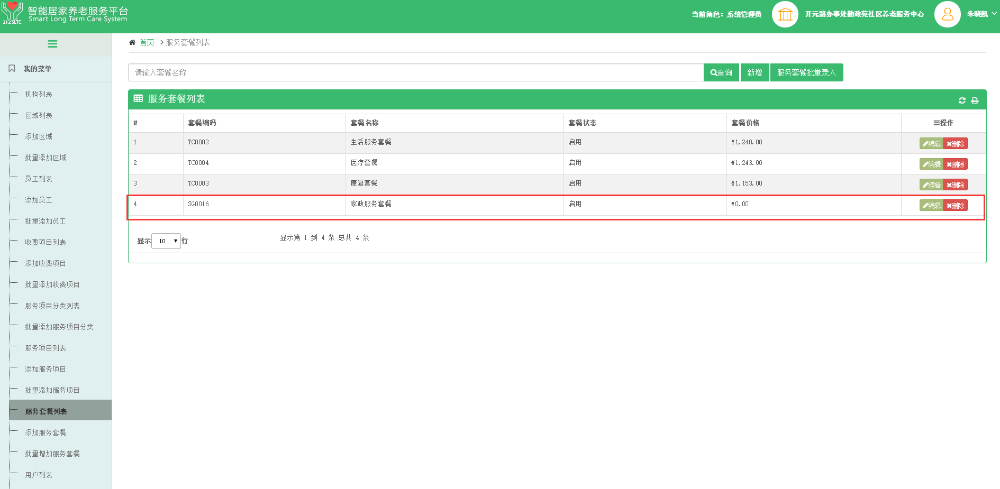 智能居家养老服务平台
Smart Long Term Care System
212SLTC
当前角色：系统管理员
开元路办事处勤政苑社区养老服务中心
朱晓凯
首页 服务套餐列表
我的菜单
机构列表
区域列表
添加区域
批量添加区域
员工列表
添加员工
批量添加员工
收费项目列表
添加收费项目
批量添加收费项目
服务项目分类列表
批量添加服务项目分类
服务项目列表
添加服务项目
批量添加服务项目
服务套餐列表
添加服务套餐
批量增加服务套餐
用户列表
请输入套餐名称 查询 新增 服务套餐批量录入
服务套餐列表
# 套餐编码 套餐名称 套餐状态 套餐价格 操作
1 TC0002 生活服务套餐 启用 ¥1,240.00 编辑 删除
2 TC0004 医疗套餐 启用 ¥1,243.00 编辑 删除
3 TC0003 康复套餐 启用 ¥1,153.00 编辑 删除
4 SG0016 家政服务套餐 启用 ¥0.00 编辑 删除
显示 10 行 显示第 1 到 4 条 总共 4 条